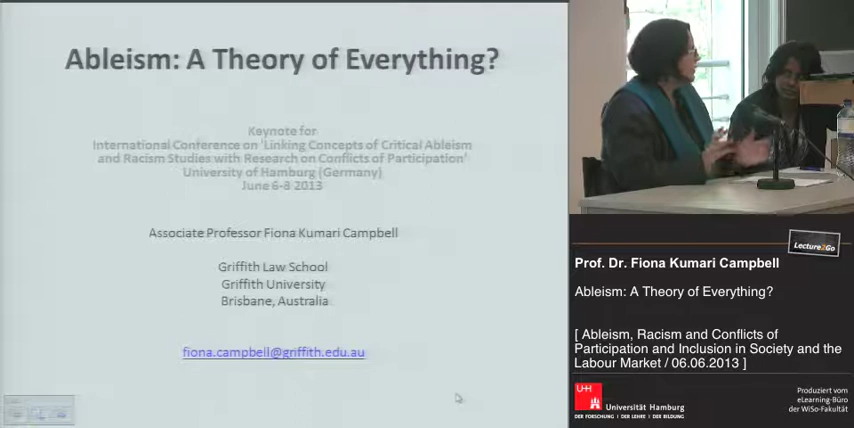 Ableism: A Theory of Everything?
Keynote for
International Conference on 'Linking Concepts of Critical Ableism
and Racism Studies with Research on Conflicts of Participation'
University of Hamburg (Germany)
June 6-8 2013
Associate Professor Fiona Kumari Campbell
Griffith Law School
Griffith University
Brisbane, Australia
fiona.campbell@griffith.edu.au
Lecture2Go
Prof. Dr. Fiona Kumari Campbell
Ableism: A Theory of Everything?
[ Ableism, Racism and Conflicts of
Participation and Inclusion in Society and the
Labour Market / 06.06.2013 ]
UH
Universität Hamburg
DER FORSCHUNG | DER LEHRE | DER BILDUNG
Produziert vom
eLearning-Büro
der WiSo-Fakultät